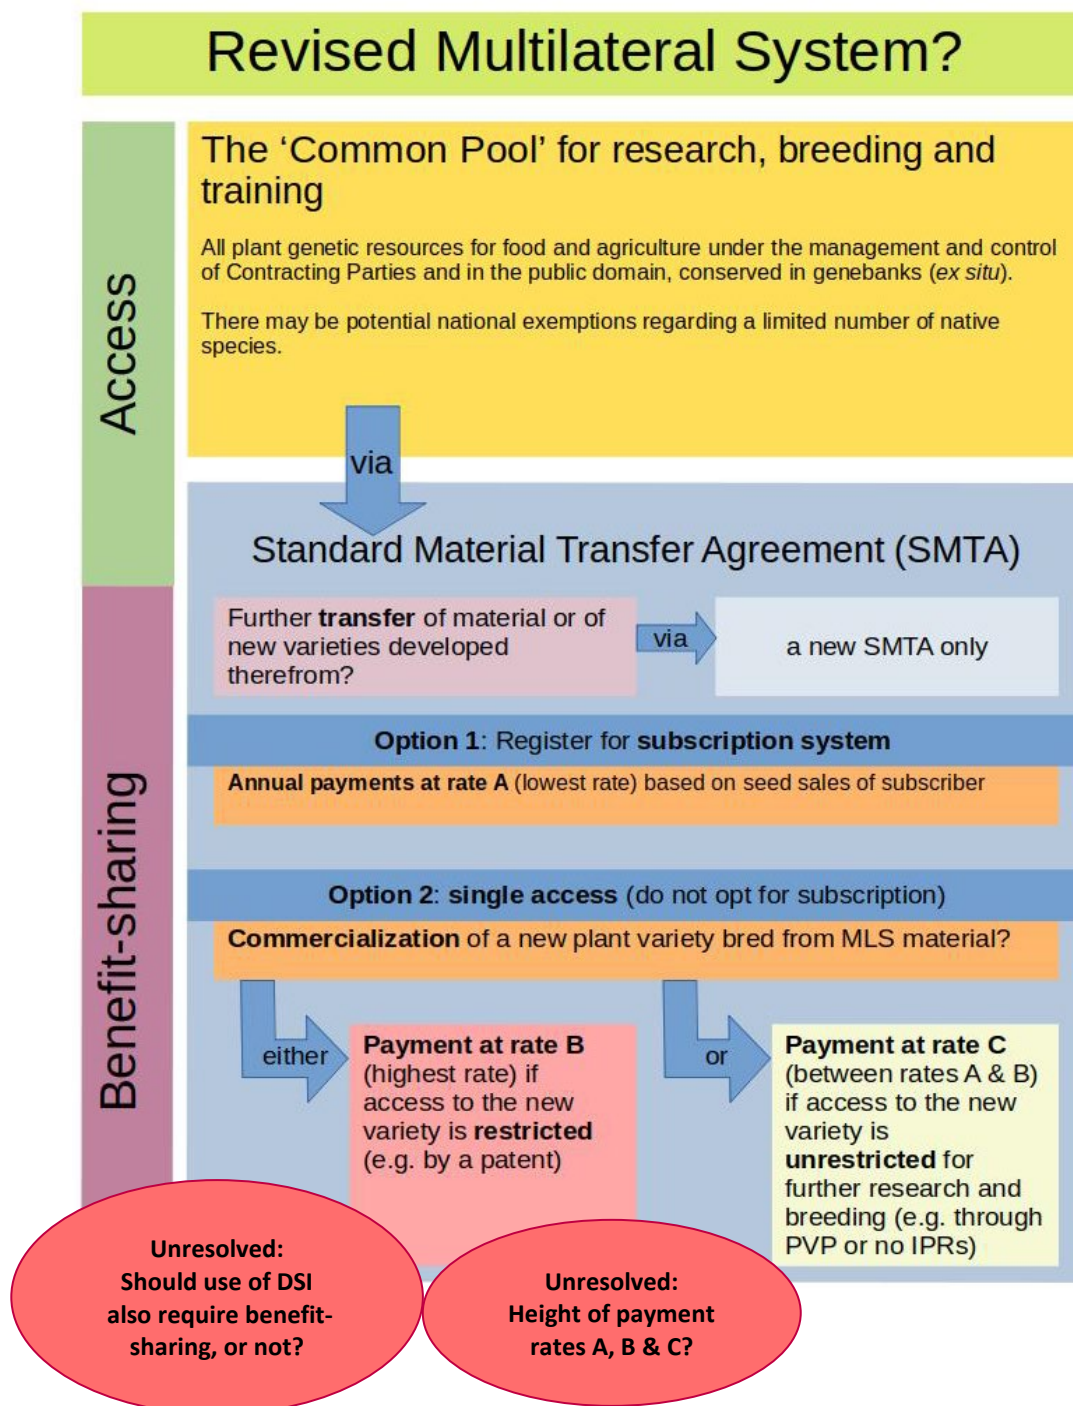 Revised Multilateral System?
Access
The ‘Common Pool’ for research, breeding and
training
All plant genetic resources for food and agriculture under the management and control
of Contracting Parties and in the public domain, conserved in genebanks (ex situ).
There may be potential national exemptions regarding a limited number of native
species.
via
Standard Material Transfer Agreement (SMTA)
Benefit-sharing
Further transfer of material or of
new varieties developed
therefrom?
via
a new SMTA only
Option 1: Register for subscription system
Annual payments at rate A (lowest rate) based on seed sales of subscriber
Option 2: single access (do not opt for subscription)
Commercialization of a new plant variety bred from MLS material?
either
Payment at rate B
(highest rate) if
access to the new
variety is restricted
(e.g. by a patent)
or
Payment at rate C
(between rates A & B)
if access to the new
variety is
unrestricted for
further research and
breeding (e.g. through
PVP or no IPRs)
Unresolved:
Should use of DSI
also require benefit-
sharing, or not?
Unresolved:
Height of payment
rates A, B & C?